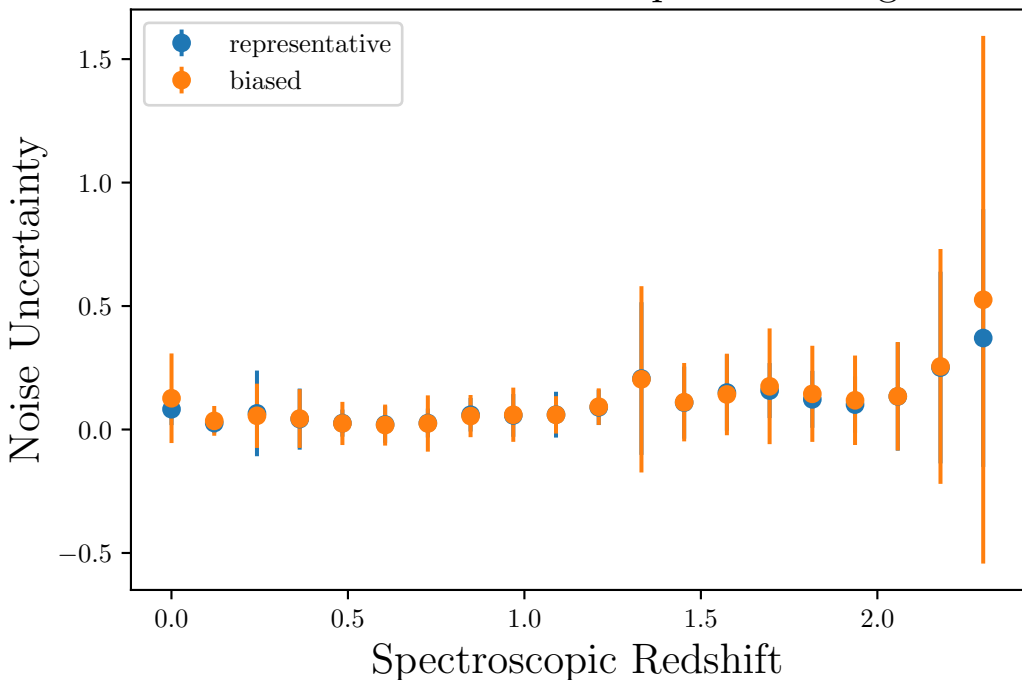 representative
biased
1.5
1.0
0.5
0.0
−0.5
Noise Uncertainty
0.0 0.5 1.0 1.5 2.0
Spectroscopic Redshift